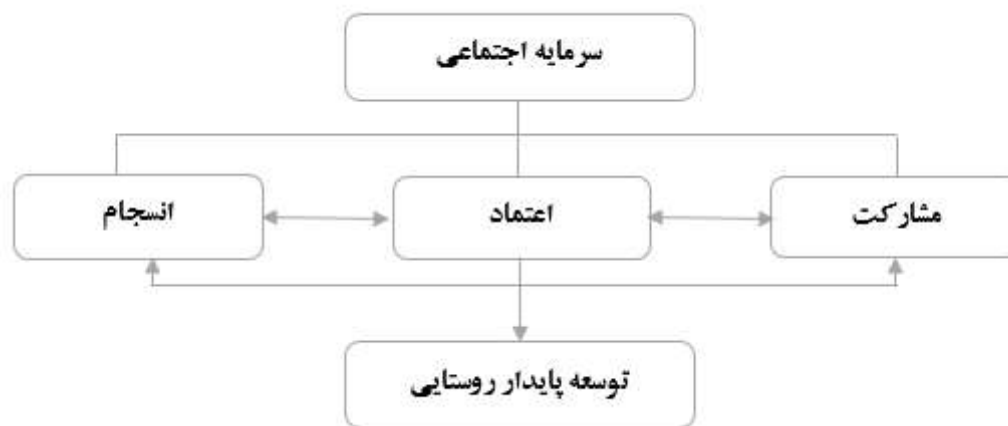 سرمایه اجتماعی
مشارکت
اعتماد
انسجام
توسعه پایدار روستایی